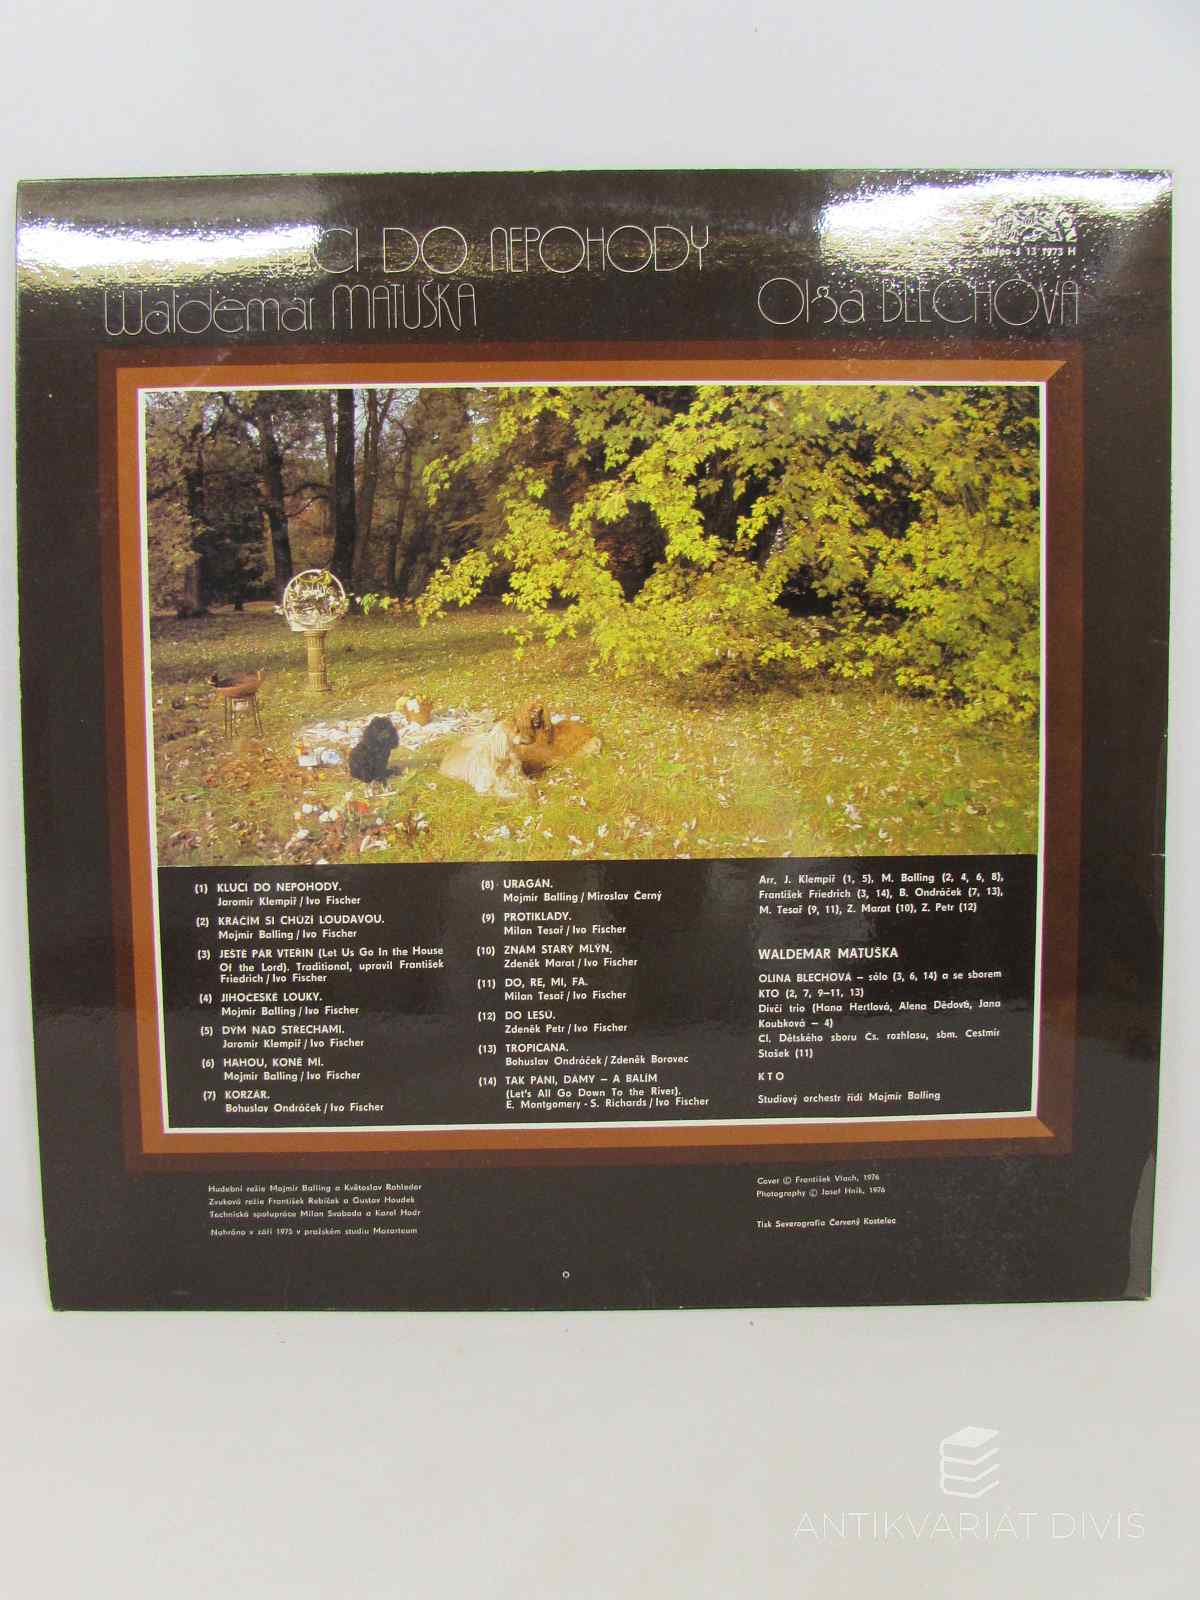 DO NEPOHODY
Waldemar MATUŠKA
Olga BLECHOVÁ
Stereo 1 13 1973 H
(1) KLUCI DO NEPOHODY.
Jaromír Klempíř / Ivo Fischer
(2) KRÁČÍM SI CHŮZÍ LOUDAVOU.
Mojmír Balling / Ivo Fischer
(3) JEŠTĚ PÁR VTEŘIN (Let Us Go In the House
Of the Lord). Traditional, upravil František
Friedrich / Ivo Fischer
(4) JIHOČESKÉ LOUKY.
Mojmír Balling / Ivo Fischer
(5) DÝM NAD STŘECHAMI.
Jaromír Klempíř / Ivo Fischer
(6) HAHOU, KONĚ MÍ.
Mojmír Balling / Ivo Fischer
(7) KORZÁR.
Bohuslav Ondráček / Ivo Fischer
(8) URAGÁN.
Mojmír Balling / Miroslav Černý
(9) PROTIKLADY.
Milan Tesař / Ivo Fischer
(10) ZNÁM STARÝ MLÝN.
Zdeněk Marat / Ivo Fischer
(11) DO, RE, MI, FA.
Milan Tesař / Ivo Fischer
(12) DO LESŮ.
Zdeněk Petr / Ivo Fischer
(13) TROPICANA.
Bohuslav Ondráček / Zdeněk Borovec
(14) TAK PÁNI, DÁMY – A BALÍM
(Let's All Go Down To the River).
E. Montgomery - S. Richards / Ivo Fischer
Arr. J. Klempíř (1, 5), M. Balling (2, 4, 6, 8),
František Friedrich (3, 14), B. Ondráček (7, 13),
M. Tesař (9, 11), Z. Marat (10), Z. Petr (12)
WALDEMAR MATUŠKA
OLINA BLECHOVÁ – sólo (3, 6, 14) a se sborem
KTO (2, 7, 9–11, 13)
Dívčí trio (Hana Hertlová, Alena Dědová, Jana
Koubková – 4)
Čl. Dětského sboru Čs. rozhlasu, sbm. Čestmír
Stašek (11)
KTO
Studiový orchestr řídí Mojmír Balling
Hudební režie Mojmír Balling a Květoslav Rohleder
Zvuková režie František Řebíček a Gustav Houdek
Technická spolupráce Milan Svoboda a Karel Hodr
Nahráno v září 1975 v pražském studiu Mozarteum
Cover © František Vlach, 1976
Photography © Josef Hník, 1976
Tisk Severografia Červený Kostelec
ANTIKVARIÁT DIVIŠ